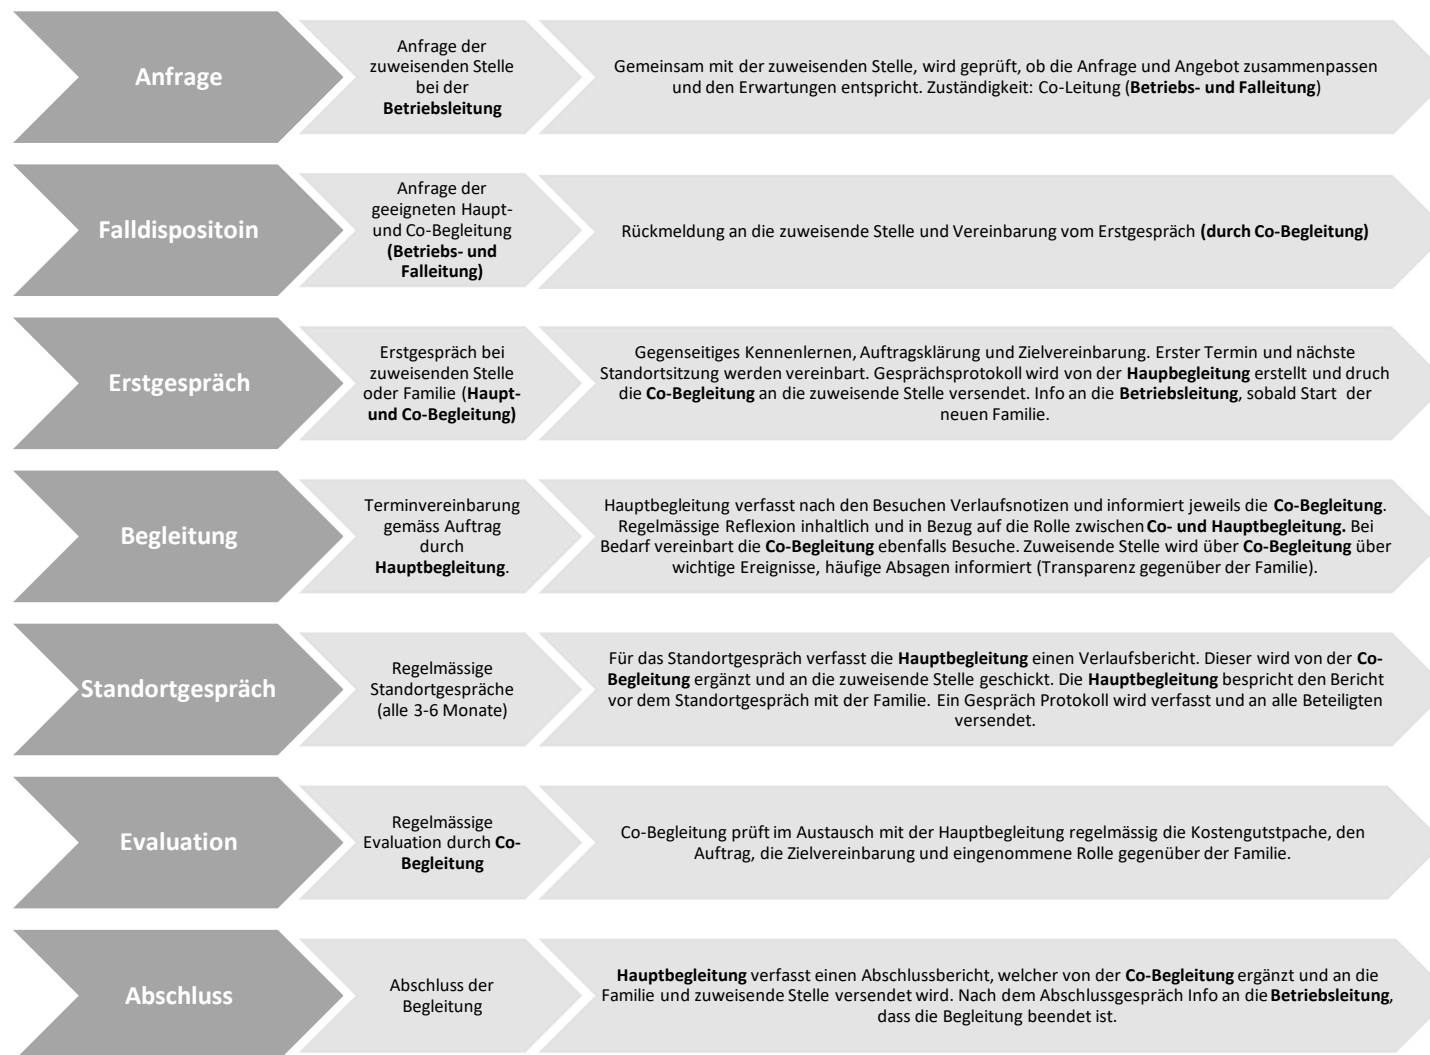 Anfrage
Anfrage der
zuweisenden Stelle
bei der
Betriebsleitung
Gemeinsam mit der zuweisenden Stelle, wird geprüft, ob die Anfrage und Angebot zusammenpassen
und den Erwartungen entspricht. Zuständigkeit: Co-Leitung (Betriebs- und Falleitung)
Falldispositoin
Anfrage der
geeigneten Haupt-
und Co-Begleitung
(Betriebs- und
Falleitung)
Rückmeldung an die zuweisende Stelle und Vereinbarung vom Erstgespräch (durch Co-Begleitung)
Erstgespräch
Erstgespräch bei
zuweisenden Stelle
oder Familie (Haupt-
und Co-Begleitung)
Gegenseitiges Kennenlernen, Auftragsklärung und Zielvereinbarung. Erster Termin und nächste
Standortsitzung werden vereinbart. Gesprächsprotokoll wird von der Haupbegleitung erstellt und druch
die Co-Begleitung an die zuweisende Stelle versendet. Info an die Betriebsleitung, sobald Start der
neuen Familie.
Begleitung
Terminvereinbarung
gemäss Auftrag
durch
Hauptbegleitung.
Hauptbegleitung verfasst nach den Besuchen Verlaufsnotizen und informiert jeweils die Co-Begleitung.
Regelmässige Reflexion inhaltlich und in Bezug auf die Rolle zwischen Co- und Hauptbegleitung. Bei
Bedarf vereinbart die Co-Begleitung ebenfalls Besuche. Zuweisende Stelle wird über Co-Begleitung über
wichtige Ereignisse, häufige Absagen informiert (Transparenz gegenüber der Familie).
Standortgespräch
Regelmässige
Standortgespräche
(alle 3-6 Monate)
Für das Standortgespräch verfasst die Hauptbegleitung einen Verlaufsbericht. Dieser wird von der Co-
Begleitung ergänzt und an die zuweisende Stelle geschickt. Die Hauptbegleitung bespricht den Bericht
vor dem Standortgespräch mit der Familie. Ein Gespräch Protokoll wird verfasst und an alle Beteiligten
versendet.
Evaluation
Regelmässige
Evaluation durch Co-
Begleitung
Co-Begleitung prüft im Austausch mit der Hauptbegleitung regelmässig die Kostengutstpache, den
Auftrag, die Zielvereinbarung und eingenommene Rolle gegenüber der Familie.
Abschluss
Abschluss der
Begleitung
Hauptbegleitung verfasst einen Abschlussbericht, welcher von der Co-Begleitung ergänzt und an die
Familie und zuweisende Stelle versendet wird. Nach dem Abschlussgespräch Info an die Betriebsleitung,
dass die Begleitung beendet ist.